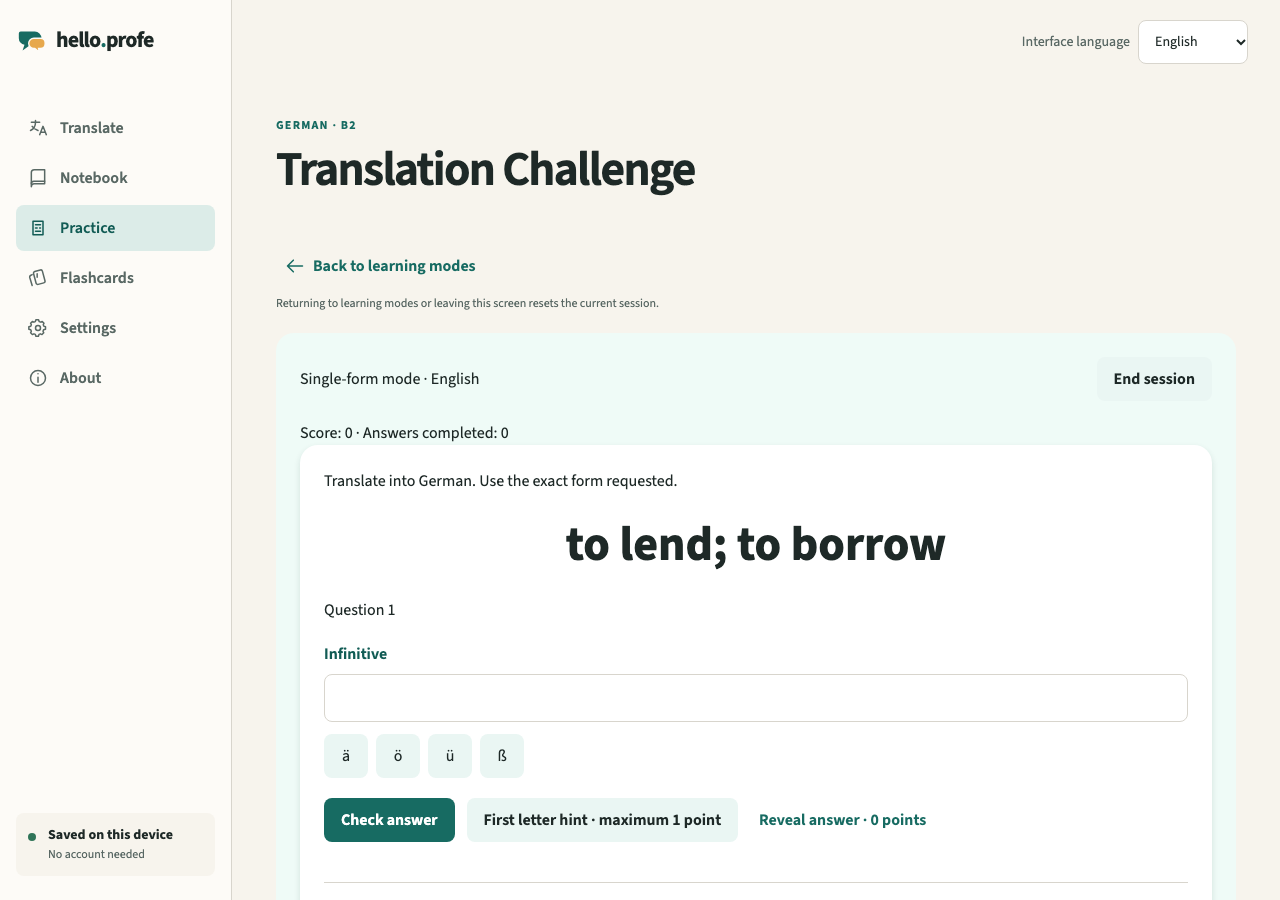 hello.profe
Interface language
English
Translate
Notebook
Practice
Flashcards
Settings
About
GERMAN · B2
Translation Challenge
Back to learning modes
Returning to learning modes or leaving this screen resets the current session.
Single-form mode · English
End session
Score: 0 · Answers completed: 0
Translate into German. Use the exact form requested.
to lend; to borrow
Question 1
Infinitive
ä ö ü ß
Check answer
First letter hint · maximum 1 point
Reveal answer · 0 points
Saved on this device
No account needed